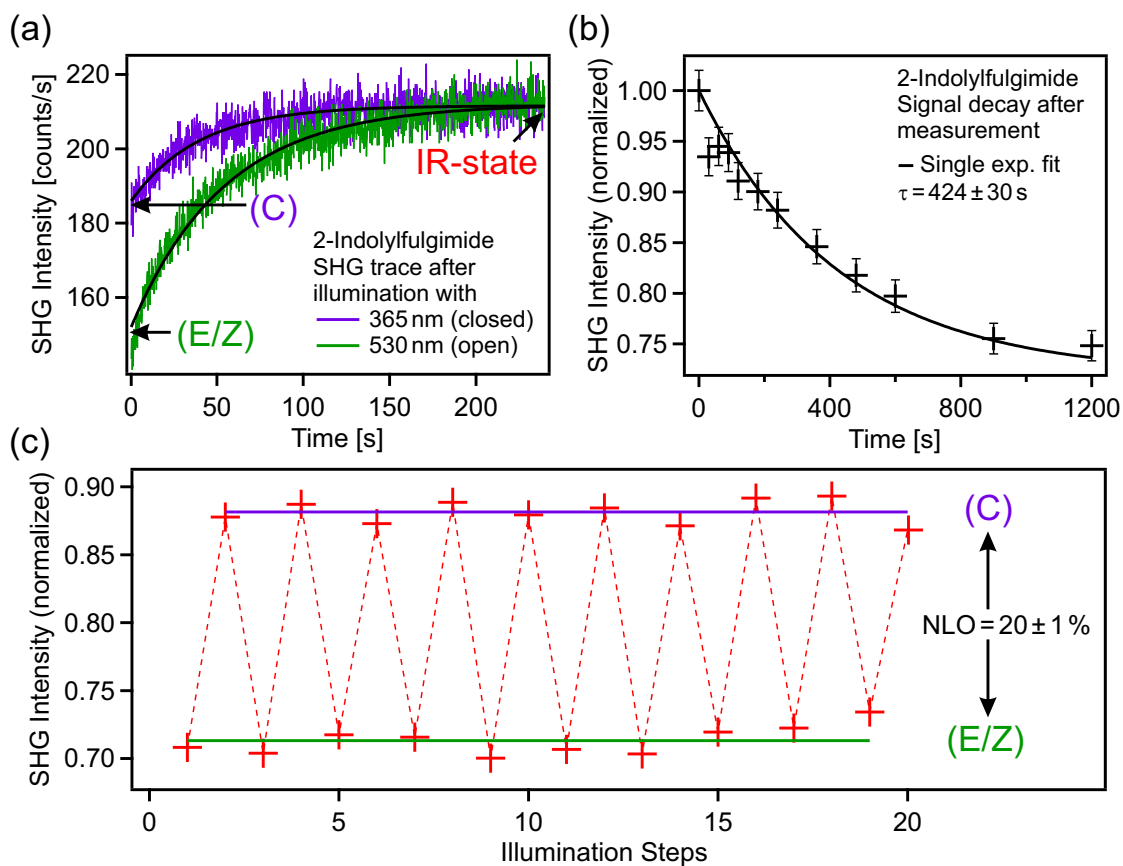 (a)
SHG Intensity [counts/s]
220
200
180
160
0
50
100
150
200
Time [s]
IR-state
(C)
(E/Z)
2-Indolylfulgimide
SHG trace after
illumination with
365 nm (closed)
530 nm (open)
(b)
SHG Intensity (normalized)
1.00
0.95
0.90
0.85
0.80
0.75
0
400
800
1200
Time [s]
2-Indolylfulgimide
Signal decay after
measurement
Single exp. fit
τ = 424 ± 30 s
(c)
SHG Intensity (normalized)
0.90
0.85
0.80
0.75
0.70
0
5
10
15
20
Illumination Steps
(C)
NLO = 20 ± 1 %
(E/Z)